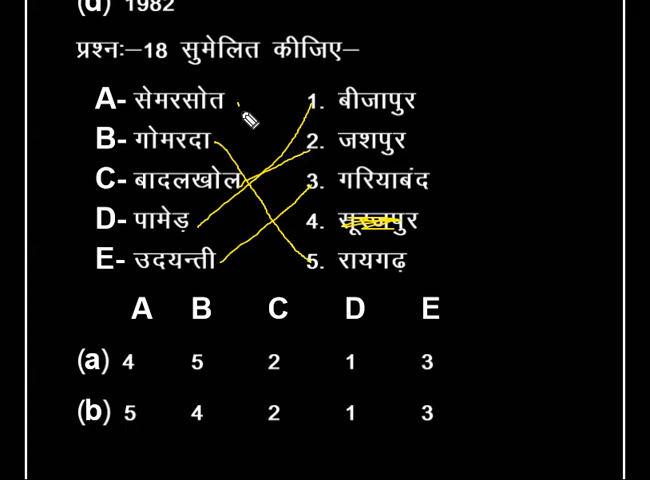 (d) 1982
प्रश्नः–18 सुमेलित कीजिए–
A- सेमरसोत 1. बीजापुर
B- गोमरदा 2. जशपुर
C- बादलखोल 3. गरियाबंद
D- पामेड़ 4. सूरजपुर
E- उदयन्ती 5. रायगढ़
A B C D E
(a) 4 5 2 1 3
(b) 5 4 2 1 3